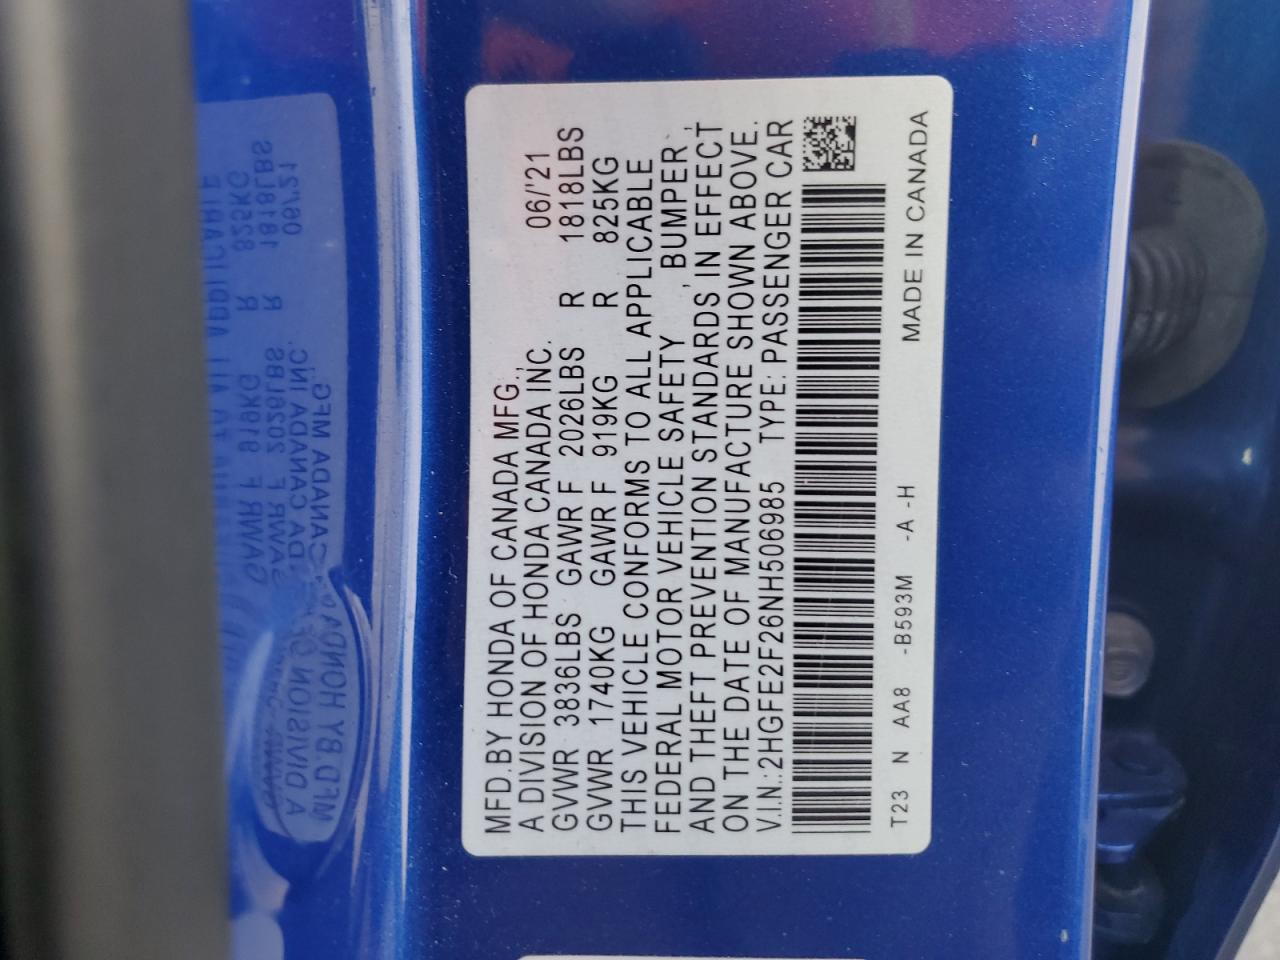 MFD.BY HONDA OF CANADA MFG.,
A DIVISION OF HONDA CANADA INC. 06/'21
GVWR 3836LBS GAWR F 2026LBS R 1818LBS
GVWR 1740KG GAWR F 919KG R 825KG
THIS VEHICLE CONFORMS TO ALL APPLICABLE
FEDERAL MOTOR VEHICLE SAFETY , BUMPER,
AND THEFT PREVENTION STANDARDS IN EFFECT
ON THE DATE OF MANUFACTURE SHOWN ABOVE.
V.I.N.:2HGFE2F26NH506985 TYPE: PASSENGER CAR
T23 N AA8 -B593M -A -H MADE IN CANADA